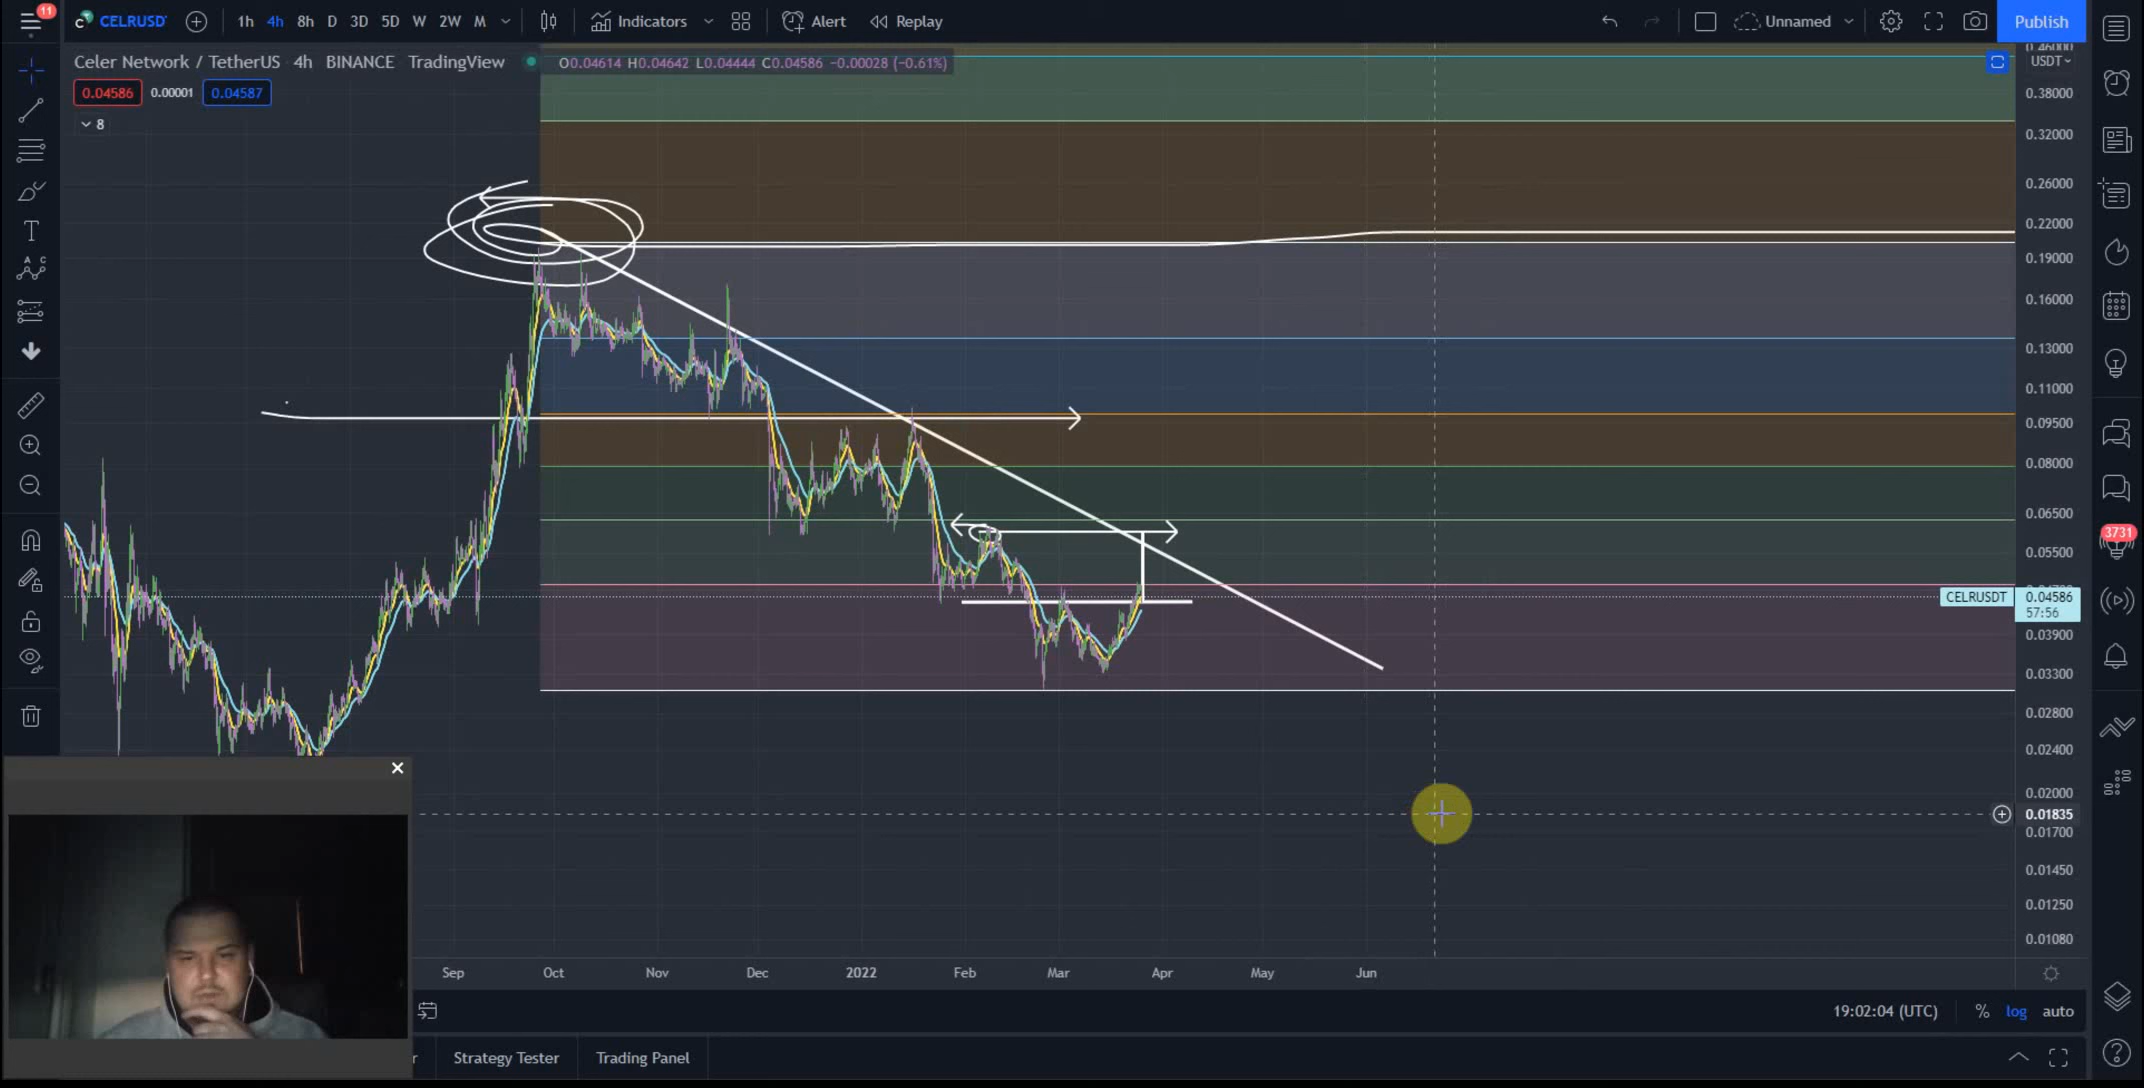 11
CELRUSDT
1h 4h 8h D 3D 5D W 2W M
Indicators
Alert
Replay
Unnamed
Publish
Celer Network / TetherUS 4h BINANCE TradingView
O0.04614 H0.04642 L0.04444 C0.04586 −0.00028 (−0.61%)
0.04586 0.00001 0.04587
8
USDT
0.38000
0.32000
0.26000
0.22000
0.19000
0.16000
0.13000
0.11000
0.09500
0.08000
0.06500
0.05500
CELRUSDT 0.04586
57:56
0.03900
0.03300
0.02800
0.02400
0.02000
0.01835
0.01700
0.01450
0.01250
0.01080
3731
Sep Oct Nov Dec 2022 Feb Mar Apr May Jun
19:02:04 (UTC) % log auto
Strategy Tester Trading Panel